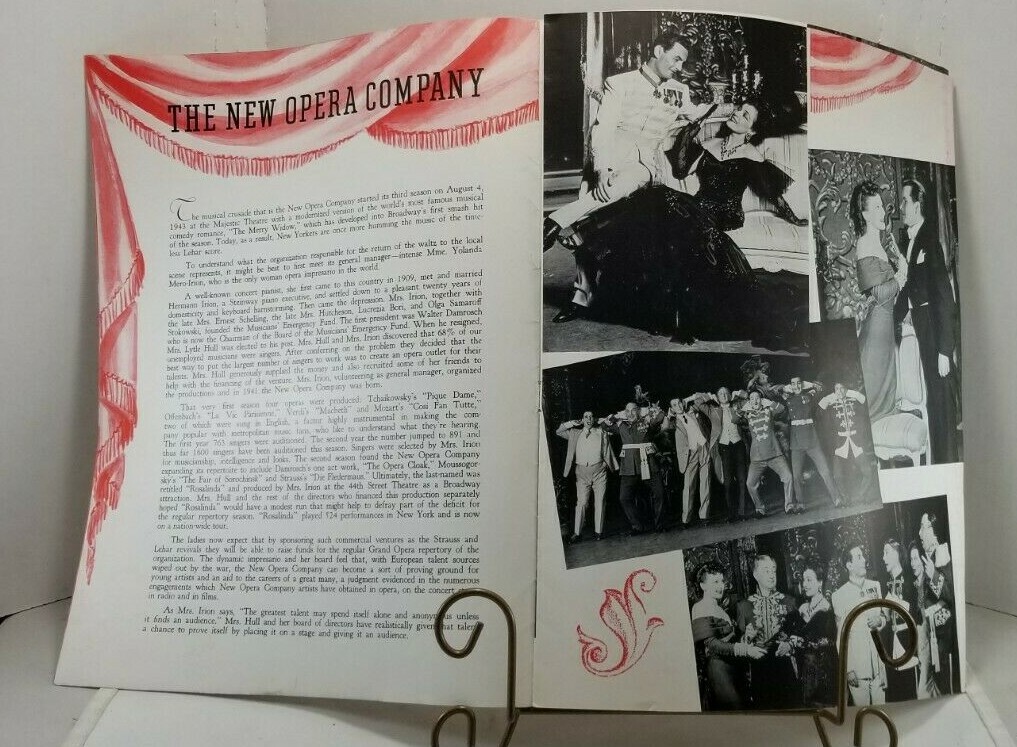 THE NEW OPERA COMPANY
The musical crusade that is the New Opera Company started its third season on August 4,
1943 at the Majestic Theatre with a modernized version of the world's most famous musical
comedy romance, "The Merry Widow," which has developed into Broadway's first smash hit
of the season. Today, as a result, New Yorkers are once more humming the music of the time-
less Lehar score.
To understand what the organization responsible for the return of the waltz to the local
scene represents, it might be best to first meet its general manager—intense Mme. Yolanda
Mero-Irion, who is the only woman opera impresario in the world.
A well-known concert pianist, she first came to this country in 1909, met and married
Hermann Irion, a Steinway piano executive, and settled down to a pleasant twenty years of
domesticity and keyboard barnstorming. Then came the depression. Mrs. Irion, together with
the late Mrs. Ernest Schelling, the late Mrs. Hutcheson, Lucrezia Bori, and Olga Samaroff
Stokowski, founded the Musicians' Emergency Fund. The first president was Walter Damrosch
who is now the Chairman of the Board of the Musicians' Emergency Fund. When he resigned,
Mrs. Lytle Hull was elected to his post. Mrs. Hull and Mrs. Irion discovered that 68% of our
unemployed musicians were singers. After conferring on the problem they decided that the
best way to put the largest number of singers to work was to create an opera outlet for their
talents. Mrs. Hull generously supplied the money and also recruited some of her friends to
help with the financing of the venture. Mrs. Irion, volunteering as general manager, organized
the productions and in 1941 the New Opera Company was born.
That very first season four operas were produced: Tchaikowsky's "Pique Dame,"
Offenbach's "La Vie Parisienne," Verdi's "Macbeth" and Mozart's "Cosi Fan Tutte,"
two of which were sung in English, a factor highly instrumental in making the com-
pany popular with metropolitan music fans, who like to understand what they're hearing.
The first year 763 singers were auditioned. The second year the number jumped to 891 and
thus far 1600 singers have been auditioned this season. Singers were selected by Mrs. Irion
for musicianship, intelligence and looks. The second season found the New Opera Company
expanding its repertoire to include Damrosch's one act work, "The Opera Cloak," Moussorg-
sky's "The Fair of Sorochinsk" and Strauss's "Die Fledermaus." Ultimately, the last-named was
retitled "Rosalinda" and produced by Mrs. Irion at the 44th Street Theatre as a Broadway
attraction. Mrs. Hull and the rest of the directors who financed this production separately
hoped "Rosalinda" would have a modest run that might help to defray part of the deficit for
the regular repertory season. "Rosalinda" played 524 performances in New York and is now
on a nation-wide tour.
The ladies now expect that by sponsoring such commercial ventures as the Strauss and
Lehar revivals they will be able to raise funds for the regular Grand Opera repertory of the
organization. The dynamic impresario and her board feel that, with European talent sources
wiped out by the war, the New Opera Company can become a sort of proving ground for
young artists and an aid to the careers of a great many, a judgment evidenced in the numerous
engagements which New Opera Company artists have obtained in opera, on the concert
in radio and in films.
As Mrs. Irion says, "The greatest talent may spend itself alone and unless
it finds an audience." Mrs. Hull and her board of directors have realistically given that talent
a chance to prove itself by placing it on a stage and giving it an audience.